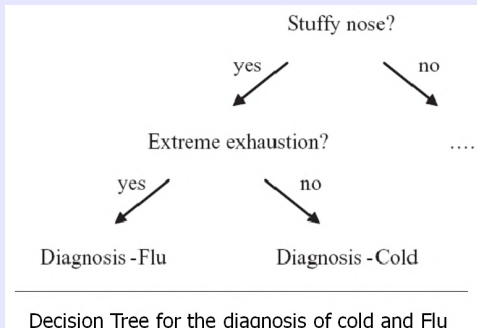 Stuffy nose?
yes
no
Extreme exhaustion?
....
yes
no
Diagnosis -Flu
Diagnosis -Cold
Decision Tree for the diagnosis of cold and Flu